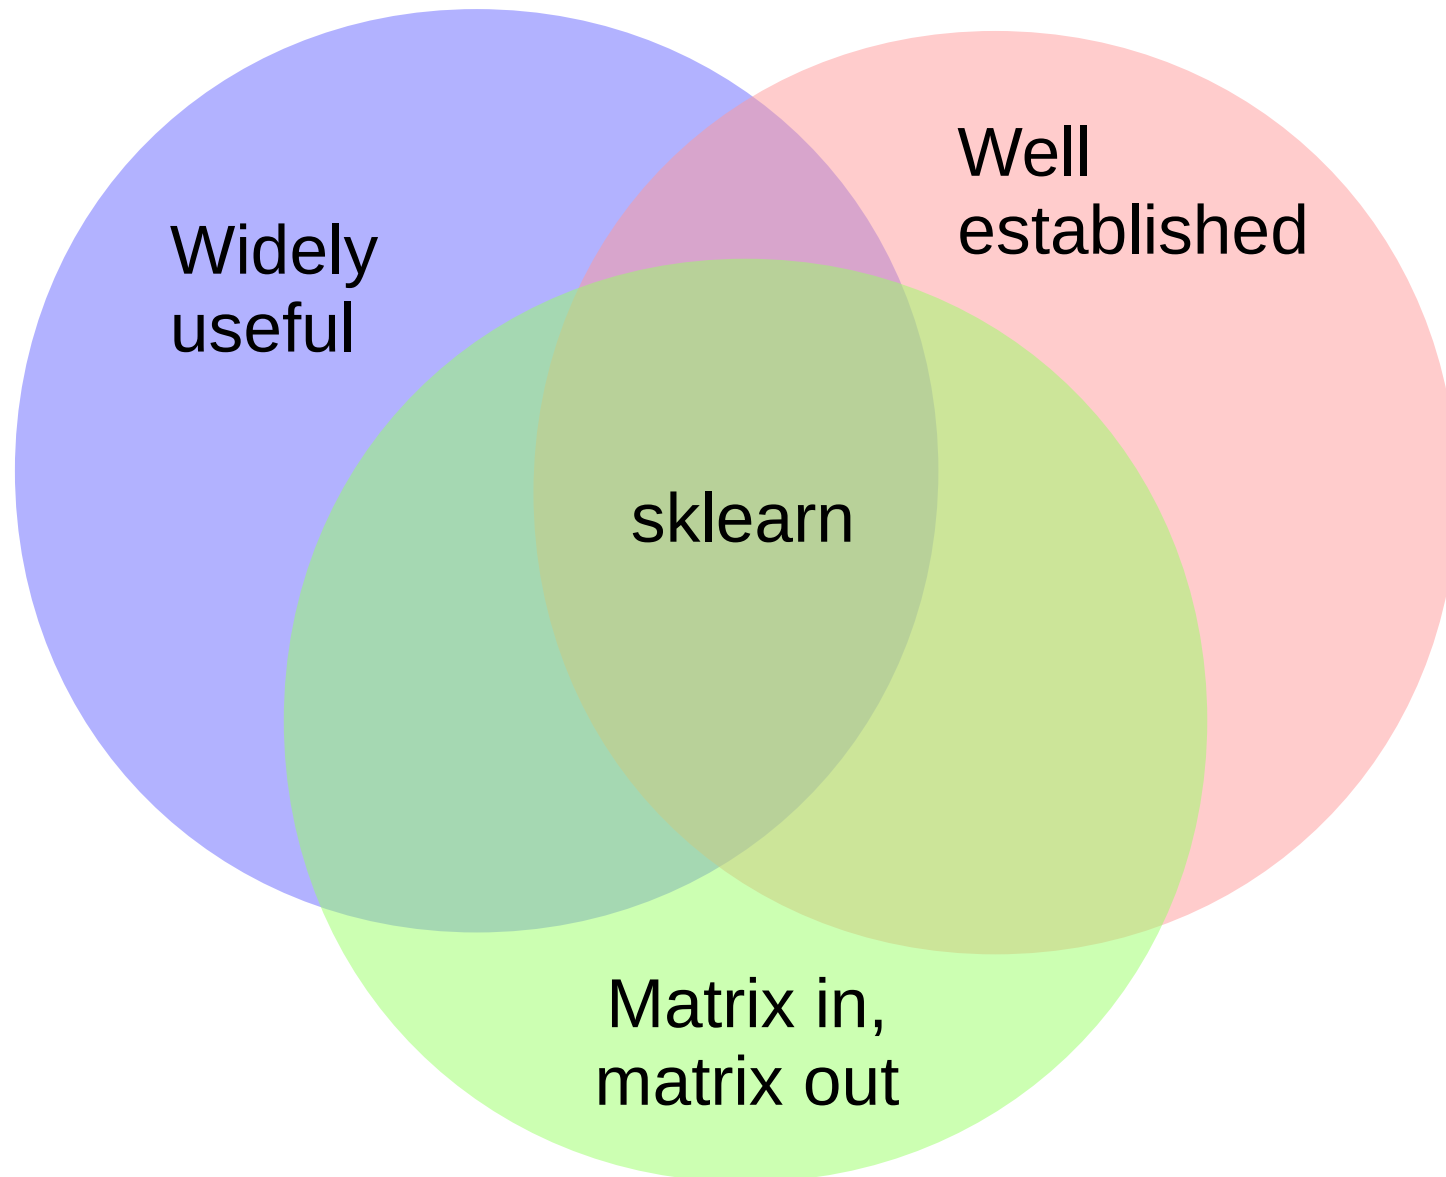 Widely
useful
Well
established
sklearn
Matrix in,
matrix out